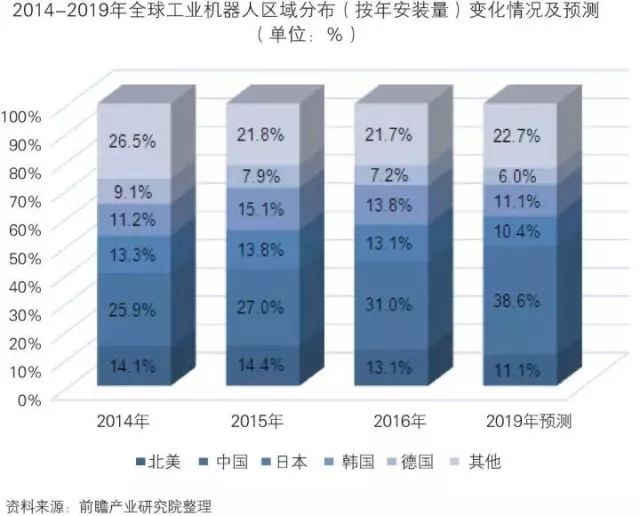 2014-2019年全球工业机器人区域分布(按年安装量)变化情况及预测
(单位:%)
100%
90%
80%
70%
60%
50%
40%
30%
20%
10%
0%
26.5% 21.8% 21.7% 22.7%
9.1% 7.9% 7.2% 6.0%
11.2% 15.1% 13.8% 11.1%
13.3% 13.8% 13.1% 10.4%
25.9% 27.0% 31.0% 38.6%
14.1% 14.4% 13.1% 11.1%
2014年 2015年 2016年 2019年预测
北美 中国 日本 韩国 德国 其他
资料来源:前瞻产业研究院整理